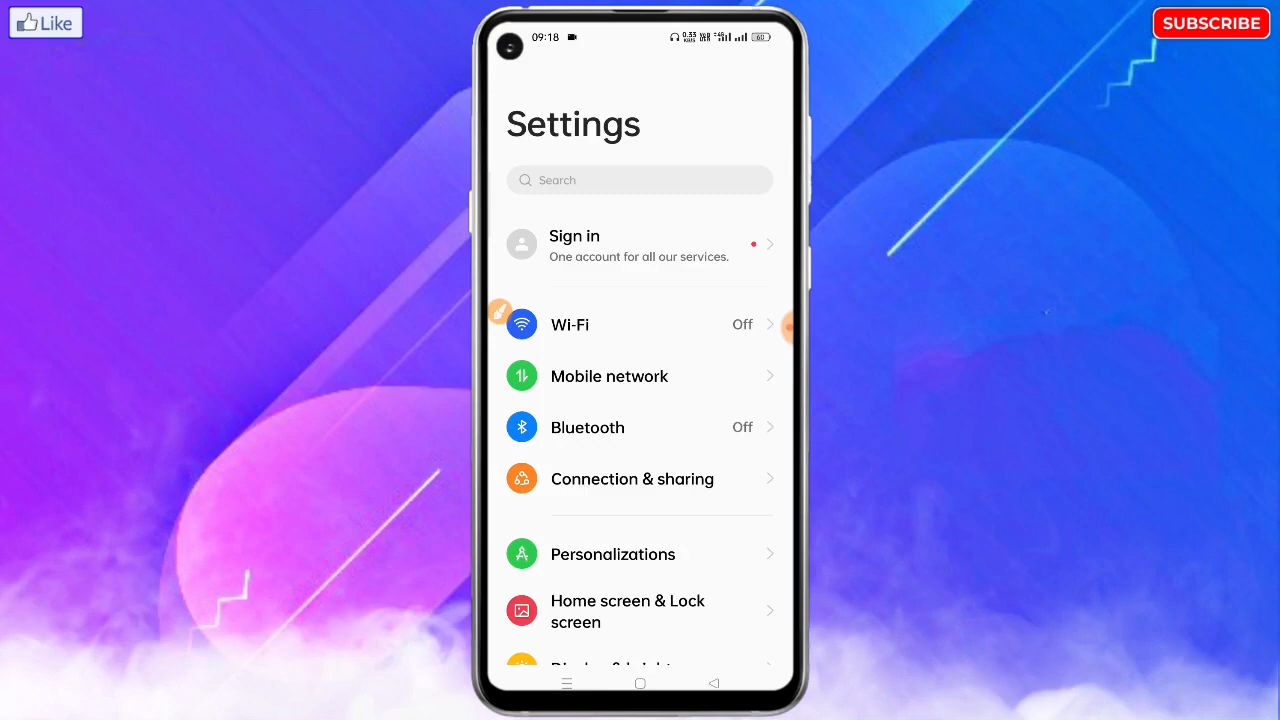 Like
SUBSCRIBE
09:18
60
Settings
Search
Sign in
One account for all our services.
Wi-Fi
Off
Mobile network
Bluetooth
Off
Connection & sharing
Personalizations
Home screen & Lock
screen